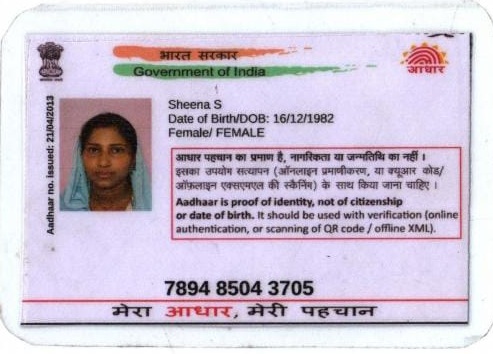 भारत सरकार
Government of India
आधार
Aadhaar no. issued: 21/04/2013
Sheena S
Date of Birth/DOB: 16/12/1982
Female/ FEMALE
आधार पहचान का प्रमाण है, नागरिकता या जन्मतिथि का नहीं ।
इसका उपयोग सत्यापन (ऑनलाइन प्रमाणीकरण, या क्यूआर कोड/
ऑफ़लाइन एक्सएमएल की स्कैनिंग) के साथ किया जाना चाहिए ।
Aadhaar is proof of identity, not of citizenship
or date of birth. It should be used with verification (online
authentication, or scanning of QR code / offline XML).
7894 8504 3705
मेरा आधार, मेरी पहचान